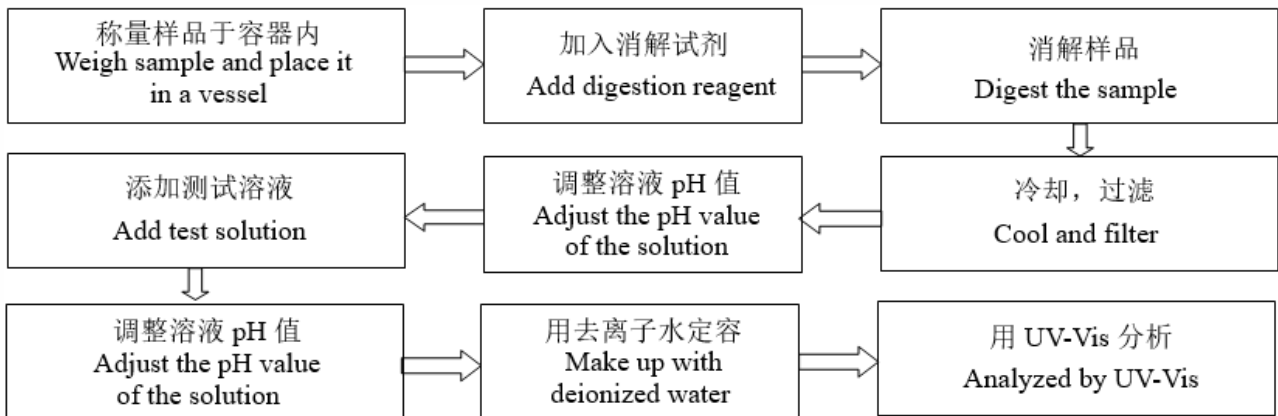 称量样品于容器内
Weigh sample and place it
in a vessel
加入消解试剂
Add digestion reagent
消解样品
Digest the sample
冷却，过滤
Cool and filter
调整溶液 pH 值
Adjust the pH value
of the solution
添加测试溶液
Add test solution
调整溶液 pH 值
Adjust the pH value
of the solution
用去离子水定容
Make up with
deionized water
用 UV-Vis 分析
Analyzed by UV-Vis